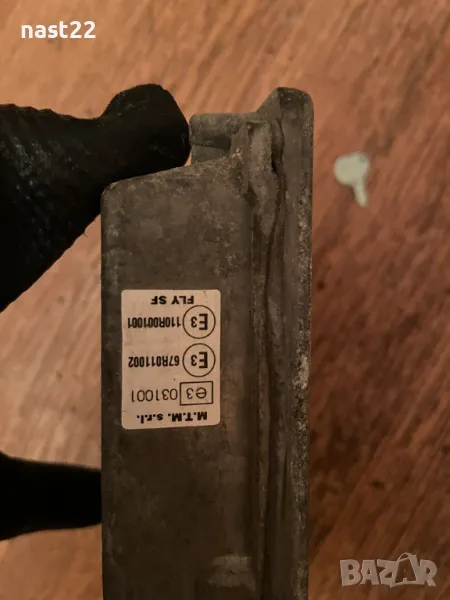 nast22
M.T.M. s.r.l.
e3 031001
E3 67R011002
E3 110R001001
FLY SF
BAZAR